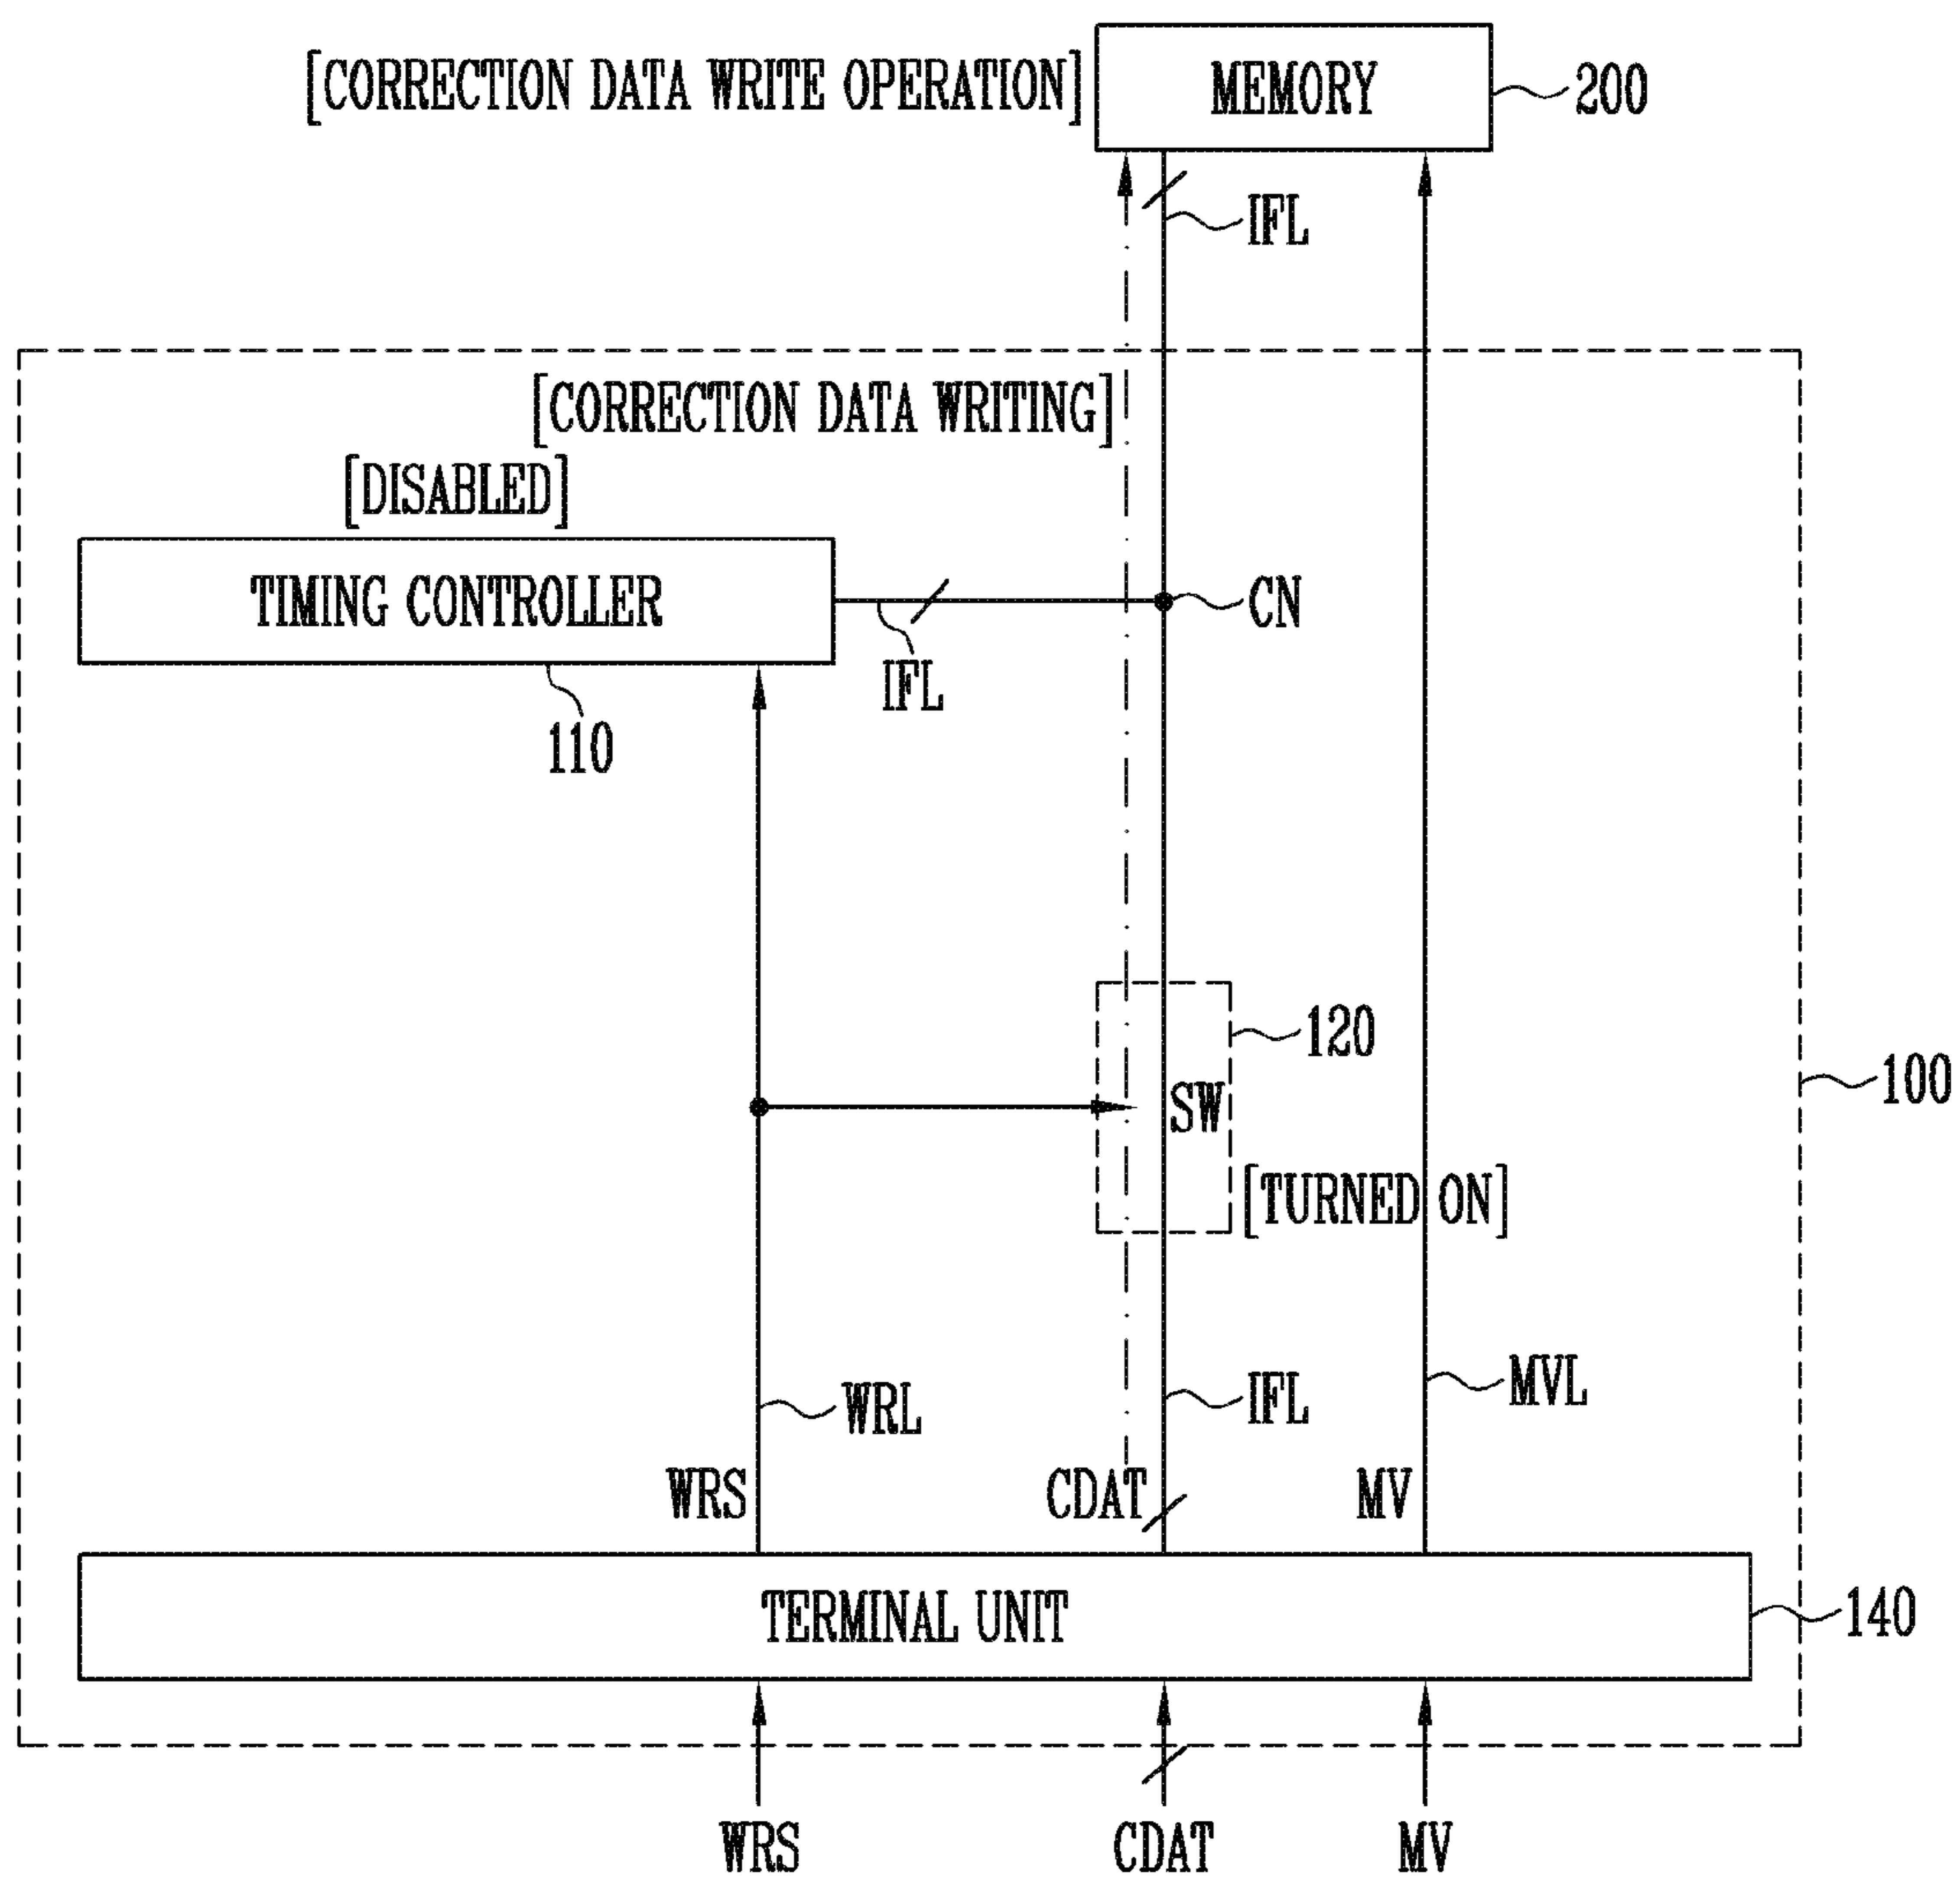 [CORRECTION DATA WRITE OPERATION]
MEMORY
200
IFL
[CORRECTION DATA WRITING]
[DISABLED]
TIMING CONTROLLER
CN
IFL
110
120
SW
100
[TURNED ON]
MVL
WRL
IFL
WRS
CDAT
MV
TERMINAL UNIT
140
WRS
CDAT
MV